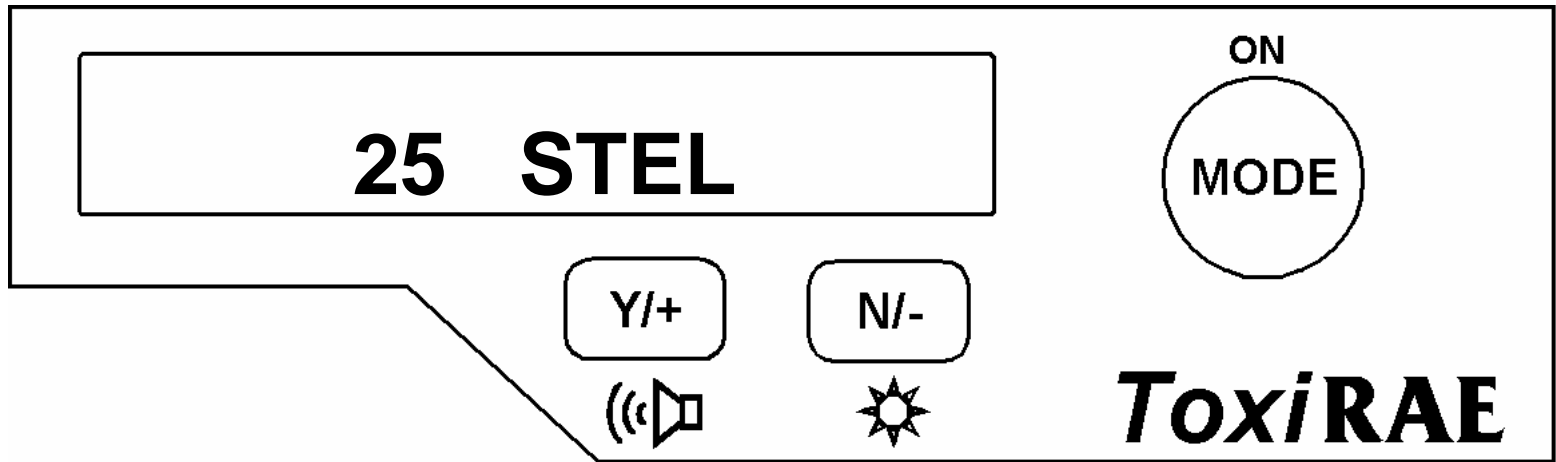 ON
25 STEL
MODE
Y/+ N/-
ToxiRAE